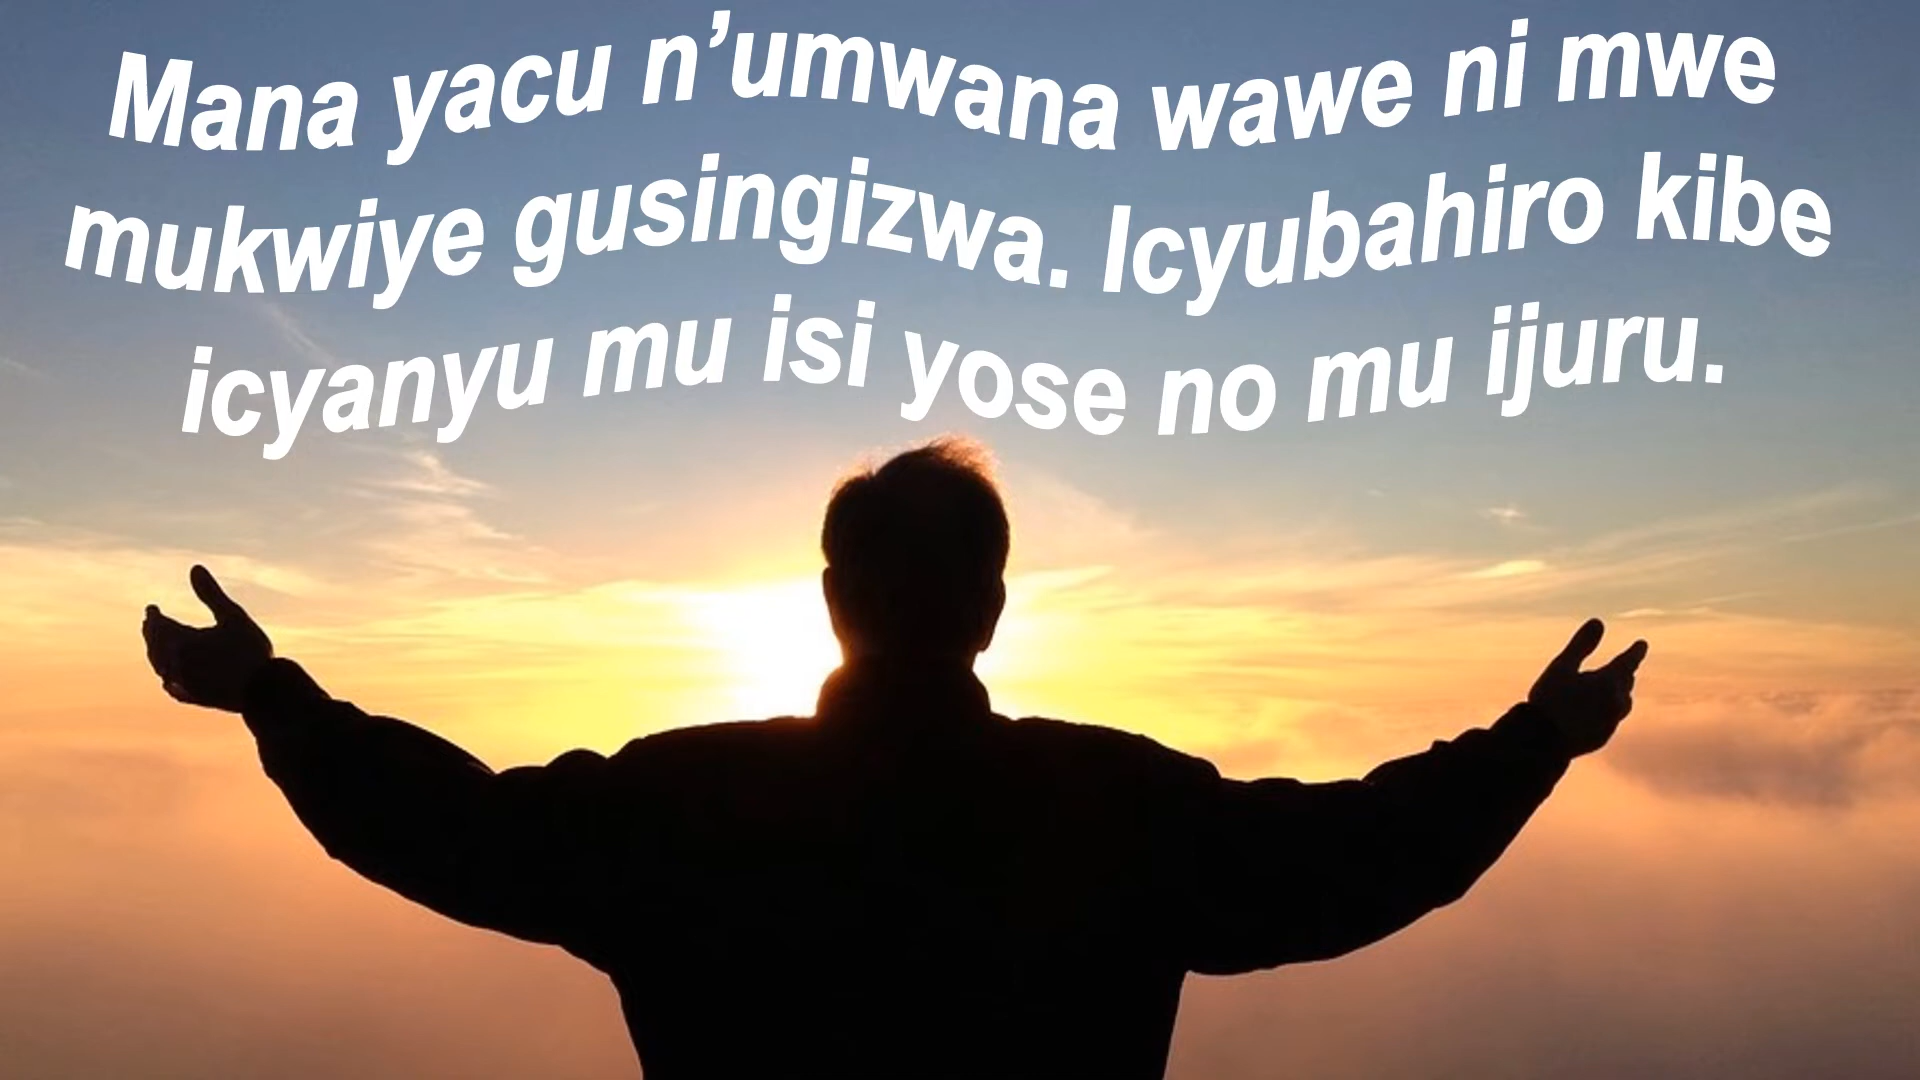 Mana yacu n’umwana wawe ni mwe
mukwiye gusingizwa. Icyubahiro kibe
icyanyu mu isi yose no mu ijuru.